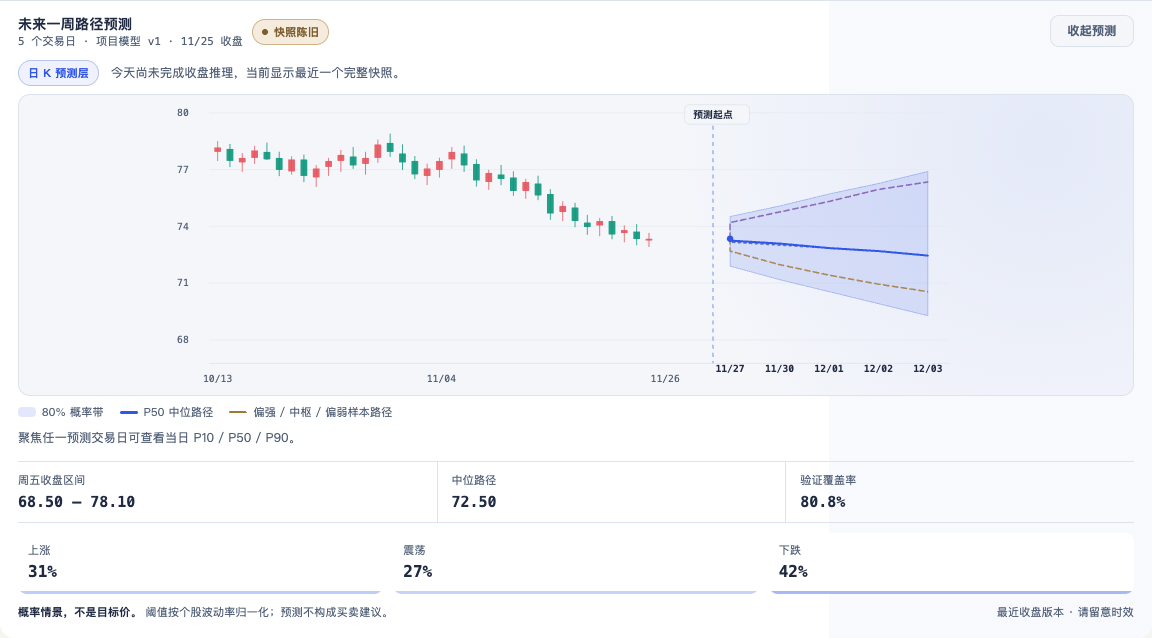 未来一周路径预测
快照陈旧
收起预测
5 个交易日 · 项目模型 v1 · 11/25 收盘
日 K 预测层
今天尚未完成收盘推理，当前显示最近一个完整快照。
80
预测起点
77
74
71
68
10/13
11/04
11/26
11/27
11/30
12/01
12/02
12/03
80% 概率带
P50 中位路径
偏强 / 中枢 / 偏弱样本路径
聚焦任一预测交易日可查看当日 P10 / P50 / P90。
周五收盘区间
68.50 — 78.10
中位路径
72.50
验证覆盖率
80.8%
上涨
31%
震荡
27%
下跌
42%
概率情景，不是目标价。 阈值按个股波动率归一化；预测不构成买卖建议。
最近收盘版本 · 请留意时效